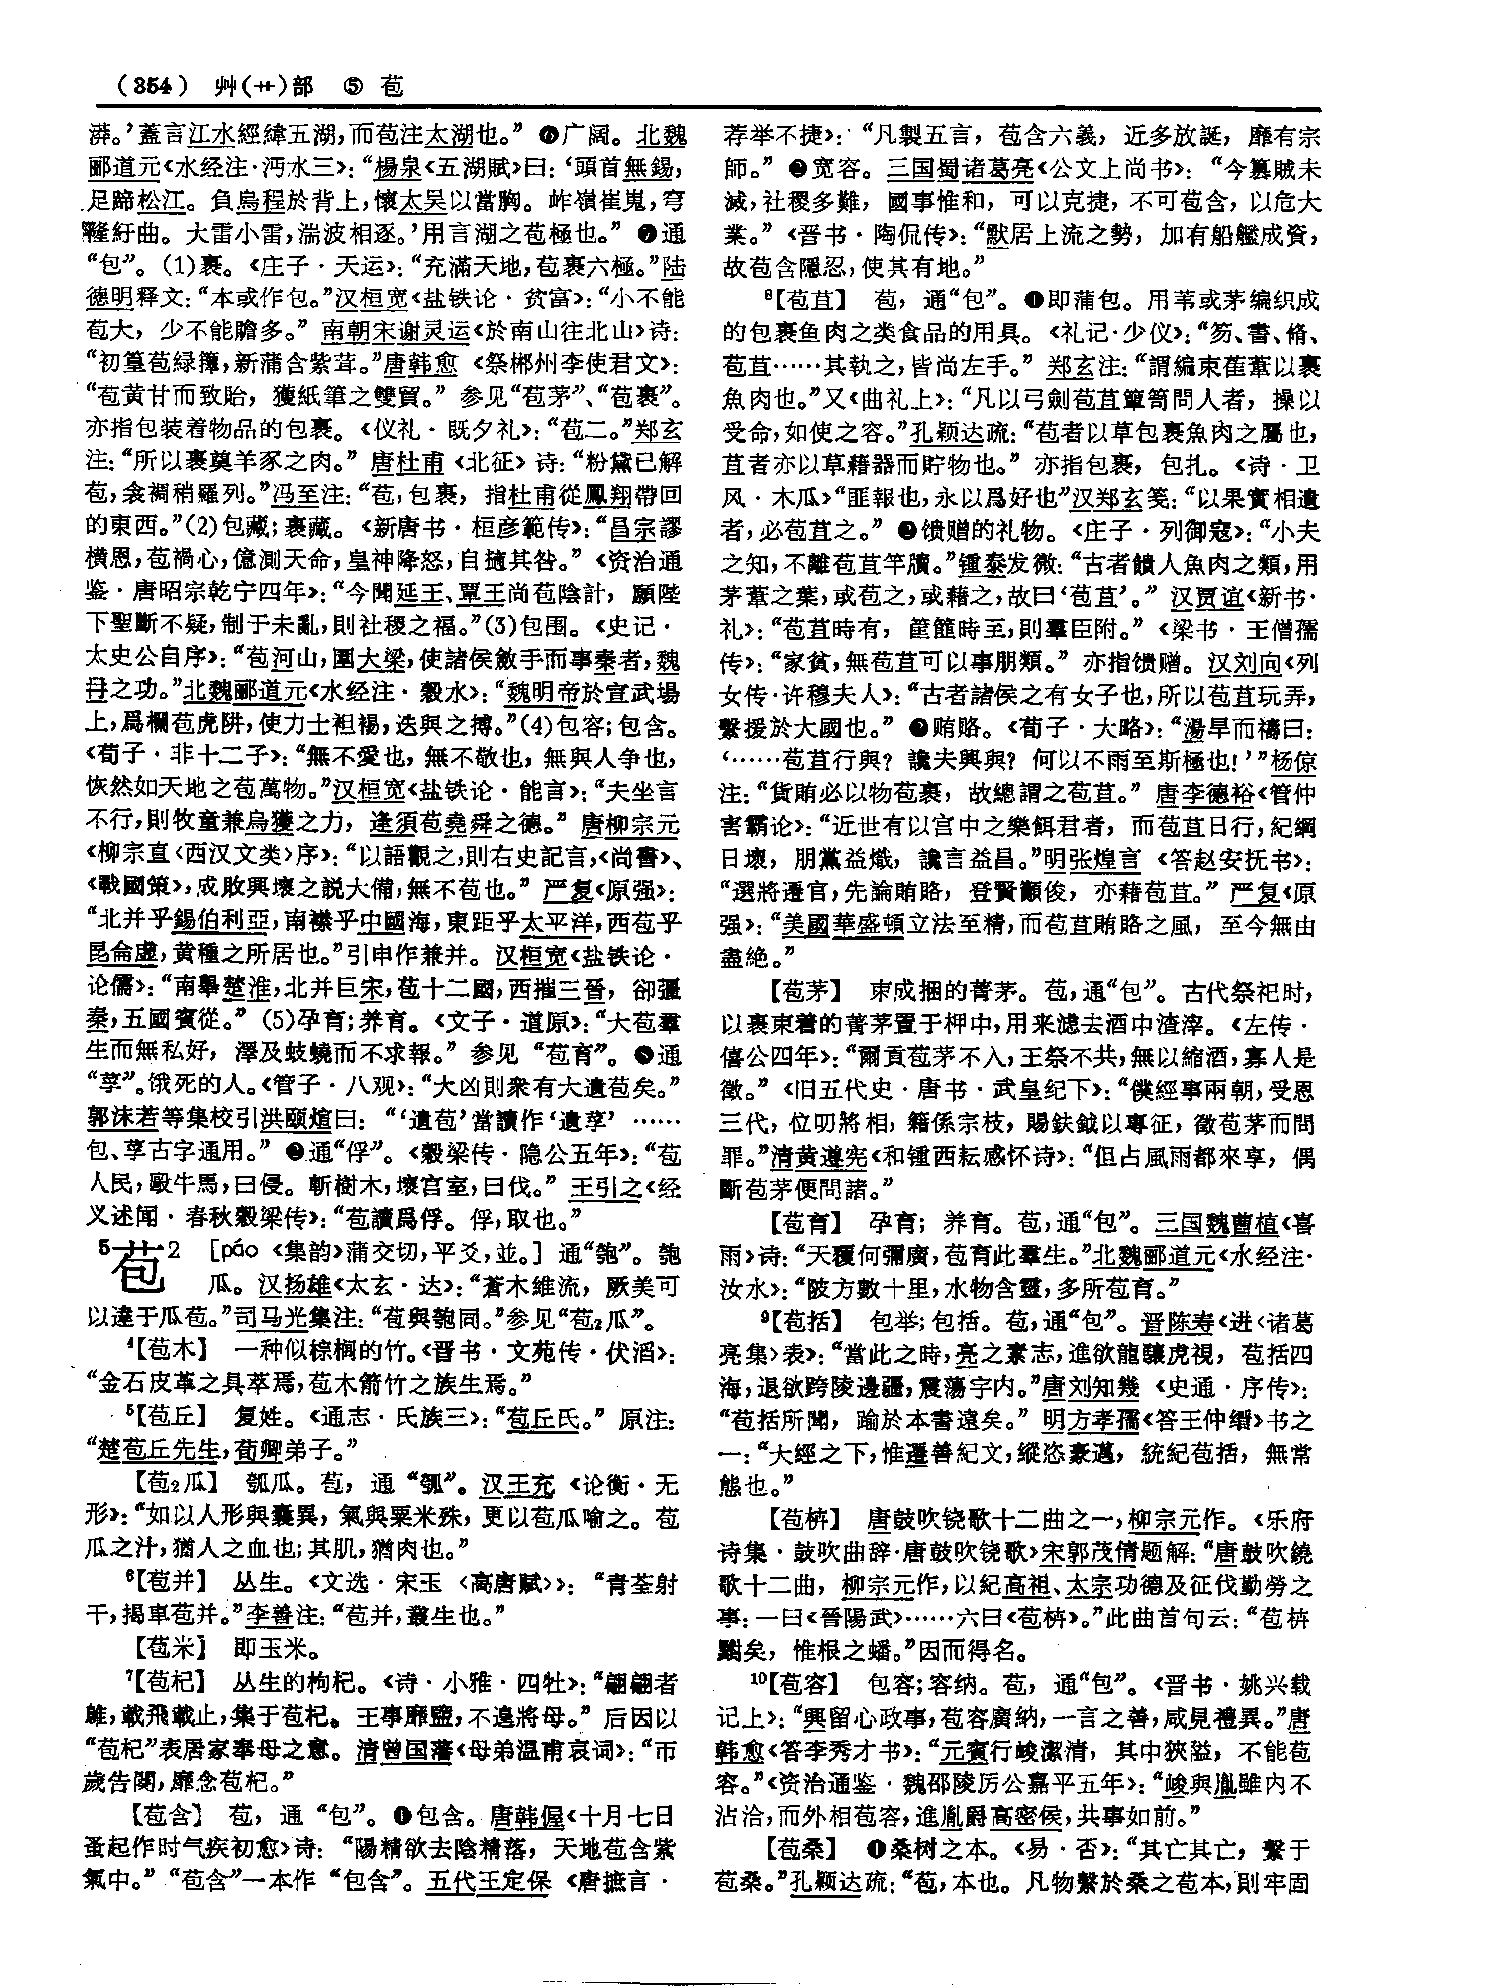 （354） 艸(艹)部 ⑤ 苞
漭。’蓋言江水經緯五湖，而苞注太湖也。” ❻广阔。北魏
郦道元《水经注·沔水三》：“楊泉《五湖賦》曰：‘頭首無錫，
足蹄松江。負烏程於背上，懷太吴以當胸。岞嶺崔嵬，穹
隆紆曲。大雷小雷，湍波相逐。’用言湖之苞極也。” ❼通
“包”。(1)裹。《庄子·天运》：“充滿天地，苞裹六極。”陆
德明释文：“本或作包。”汉桓宽《盐铁论·贫富》：“小不能
苞大，少不能贍多。” 南朝宋谢灵运《於南山往北山》诗：
“初篁苞緑籜，新蒲含紫茸。”唐韩愈《祭郴州李使君文》：
“苞黄甘而致貽，獲紙筆之雙貿。” 参见“苞茅”、“苞裹”。
亦指包装着物品的包裹。《仪礼·既夕礼》：“苞二。”郑玄
注：“所以裹奠羊豕之肉。” 唐杜甫《北征》诗：“粉黛已解
苞，衾裯稍羅列。”冯至注：“苞，包裹，指杜甫從鳳翔帶回
的東西。”(2)包藏；裹藏。《新唐书·桓彦範传》：“昌宗謬
横恩，苞禍心，億測天命，皇神降怒，自摘其咎。” 《资治通
鉴·唐昭宗乾宁四年》：“今聞延王、覃王尚苞陰計，願陛
下聖斷不疑，制于未亂，則社稷之福。”(3)包围。《史记·
太史公自序》：“苞河山，圍大梁，使諸侯斂手而事秦者，魏
冄之功。”北魏郦道元《水经注·榖水》：“魏明帝於宣武場
上，爲欄苞虎阱，使力士袒裼，迭與之搏。”(4)包容；包含。
《荀子·非十二子》：“無不愛也，無不敬也，無與人争也，
恢然如天地之苞萬物。”汉桓宽《盐铁论·能言》：“夫坐言
不行，則牧童兼烏獲之力，逢須苞堯舜之德。” 唐柳宗元
《柳宗直〈西汉文类〉序》：“以語觀之，則右史記言，《尚書》、
《戰國策》，成敗興壞之説大備，無不苞也。” 严复《原强》：
“北并乎錫伯利亞，南襟乎中國海，東距乎太平洋，西苞乎
昆侖虚，黄種之所居也。”引申作兼并。汉桓宽《盐铁论·
论儒》：“南舉楚淮，北并巨宋，苞十二國，西摧三晉，卻彊
秦，五國賓從。” (5)孕育；养育。《文子·道原》：“大苞羣
生而無私好，澤及蚑蟯而不求報。” 参见“苞育”。❽通
“莩”。饿死的人。《管子·八观》：“大凶則衆有大遺苞矣。”
郭沫若等集校引洪颐煊曰：“‘遺苞’當讀作‘遺莩’……
包、莩古字通用。” ❾通“俘”。《榖梁传·隐公五年》：“苞
人民，毆牛馬，曰侵。斬樹木，壞宫室，曰伐。” 王引之《经
义述闻·春秋榖梁传》：“苞讀爲俘。俘，取也。”
⁵苞2 ［páo 《集韵》蒲交切，平爻，並。］ 通“匏”。匏
瓜。汉扬雄《太玄·达》：“蒼木維流，厥美可
以達于瓜苞。”司马光集注：“苞與匏同。”参见“苞₂瓜”。
⁴【苞木】 一种似棕榈的竹。《晋书·文苑传·伏滔》：
“金石皮革之具萃焉，苞木箭竹之族生焉。”
⁵【苞丘】 复姓。《通志·氏族三》：“苞丘氏。” 原注：
“楚苞丘先生，荀卿弟子。”
【苞₂瓜】 瓠瓜。苞，通“瓠”。汉王充《论衡·无
形》：“如以人形與囊異，氣與粟米殊，更以苞瓜喻之。苞
瓜之汁，猶人之血也；其肌，猶肉也。”
⁶【苞并】 丛生。《文选·宋玉〈高唐賦〉》：“青荃射
干，揭車苞并。”李善注：“苞并，叢生也。”
【苞米】 即玉米。
⁷【苞杞】 丛生的枸杞。《诗·小雅·四牡》：“翩翩者
鵻，載飛載止，集于苞杞。王事靡盬，不遑將母。” 后因以
“苞杞”表居家奉母之意。清曾国藩《母弟温甫哀词》：“帀
歲告闋，靡念苞杞。”
【苞含】 苞，通“包”。❶包含。唐韩偓《十月七日
蚤起作时气疾初愈》诗：“陽精欲去陰精落，天地苞含紫
氣中。” “苞含”一本作“包含”。五代王定保《唐摭言·
荐举不捷》：“凡製五言，苞含六義，近多放誕，靡有宗
師。” ❷宽容。三国蜀诸葛亮《公文上尚书》：“今篡賊未
滅，社稷多難，國事惟和，可以克捷，不可苞含，以危大
業。”《晋书·陶侃传》：“默居上流之勢，加有船艦成資，
故苞含隱忍，使其有地。”
⁸【苞苴】 苞，通“包”。❶即蒲包。用苇或茅编织成
的包裹鱼肉之类食品的用具。《礼记·少仪》：“笏、書、脩、
苞苴……其執之，皆尚左手。” 郑玄注：“謂編束萑葦以裹
魚肉也。”又《曲礼上》：“凡以弓劍苞苴簞笥問人者，操以
受命，如使之容。”孔颖达疏：“苞者以草包裹魚肉之屬也，
苴者亦以草藉器而貯物也。” 亦指包裹，包扎。《诗·卫
风·木瓜》“匪報也，永以爲好也”汉郑玄笺：“以果實相遺
者，必苞苴之。” ❷馈赠的礼物。《庄子·列御寇》：“小夫
之知，不離苞苴竿牘。”锺泰发微：“古者饋人魚肉之類，用
茅葦之葉，或苞之，或藉之，故曰‘苞苴’。” 汉贾谊《新书·
礼》：“苞苴時有，筐篚時至，則羣臣附。” 《梁书·王僧孺
传》：“家貧，無苞苴可以事朋類。” 亦指馈赠。汉刘向《列
女传·许穆夫人》：“古者諸侯之有女子也，所以苞苴玩弄，
繫援於大國也。” ❸贿赂。《荀子·大略》：“湯旱而禱曰：
‘……苞苴行與？讒夫興與？何以不雨至斯極也！’”杨倞
注：“貨賄必以物苞裹，故總謂之苞苴。” 唐李德裕《管仲
害霸论》：“近世有以宫中之樂餌君者，而苞苴日行，紀綱
日壞，朋黨益熾，讒言益昌。”明张煌言《答赵安抚书》：
“選將遷官，先論賄賂，登賢顯俊，亦藉苞苴。” 严复《原
强》：“美國華盛頓立法至精，而苞苴賄賂之風，至今無由
盡絶。”
【苞茅】 束成捆的菁茅。苞，通“包”。古代祭祀时，
以裹束着的菁茅置于柙中，用来滤去酒中渣滓。《左传·
僖公四年》：“爾貢苞茅不入，王祭不共，無以縮酒，寡人是
徵。” 《旧五代史·唐书·武皇纪下》：“僕經事兩朝，受恩
三代，位叨將相，籍係宗枝，賜鈇鉞以專征，徵苞茅而問
罪。”清黄遵宪《和锺西耘感怀诗》：“但占風雨都來享，偶
斷苞茅便問諸。”
【苞育】 孕育；养育。苞，通“包”。三国魏曹植《喜
雨》诗：“天覆何彌廣，苞育此羣生。”北魏郦道元《水经注·
汝水》：“陂方數十里，水物含靈，多所苞育。”
⁹【苞括】 包举；包括。苞，通“包”。晋陈寿《进〈诸葛
亮集〉表》：“當此之時，亮之素志，進欲龍驤虎視，苞括四
海，退欲跨陵邊疆，震蕩宇内。”唐刘知幾《史通·序传》：
“苞括所聞，踰於本書遠矣。” 明方孝孺《答王仲缙》书之
一：“大經之下，惟遷善紀文，縱恣豪邁，統紀苞括，無常
態也。”
【苞枿】 唐鼓吹铙歌十二曲之一，柳宗元作。《乐府
诗集·鼓吹曲辞·唐鼓吹铙歌》宋郭茂倩题解：“唐鼓吹鐃
歌十二曲，柳宗元作，以紀高祖、太宗功德及征伐勤勞之
事：一曰《晉陽武》……六曰《苞枿》。”此曲首句云：“苞枿
黮矣，惟根之蟠。”因而得名。
¹⁰【苞容】 包容；容纳。苞，通“包”。《晋书·姚兴载
记上》：“興留心政事，苞容廣納，一言之善，咸見禮異。”唐
韩愈《答李秀才书》：“元賓行峻潔清，其中狹隘，不能苞
容。”《资治通鉴·魏邵陵厉公嘉平五年》：“峻與胤雖内不
沾洽，而外相苞容，進胤爵高密侯，共事如前。”
【苞桑】 ❶桑树之本。《易·否》：“其亡其亡，繫于
苞桑。”孔颖达疏：“苞，本也。凡物繫於桑之苞本，則牢固